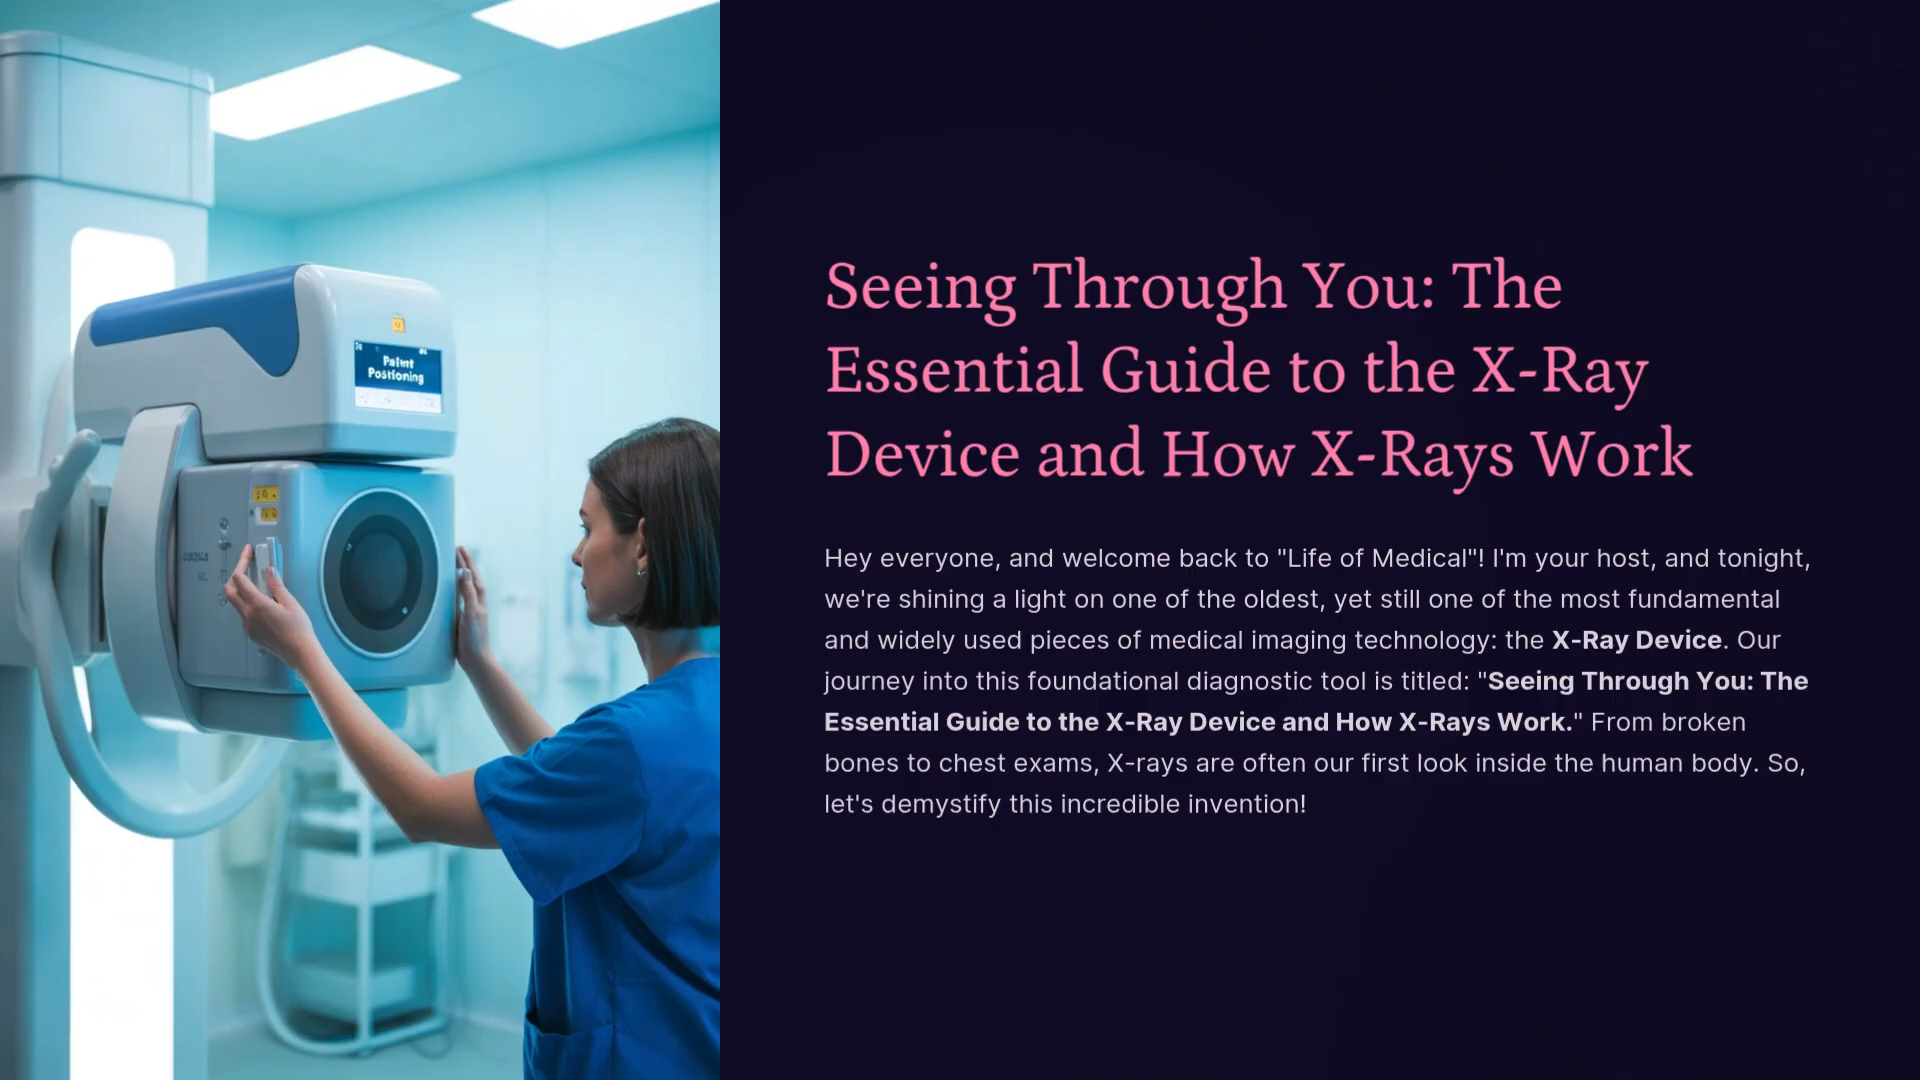 Patint
Positioning
Seeing Through You: The
Essential Guide to the X-Ray
Device and How X-Rays Work
Hey everyone, and welcome back to "Life of Medical"! I'm your host, and tonight,
we're shining a light on one of the oldest, yet still one of the most fundamental
and widely used pieces of medical imaging technology: the X-Ray Device. Our
journey into this foundational diagnostic tool is titled: "Seeing Through You: The
Essential Guide to the X-Ray Device and How X-Rays Work." From broken
bones to chest exams, X-rays are often our first look inside the human body. So,
let's demystify this incredible invention!